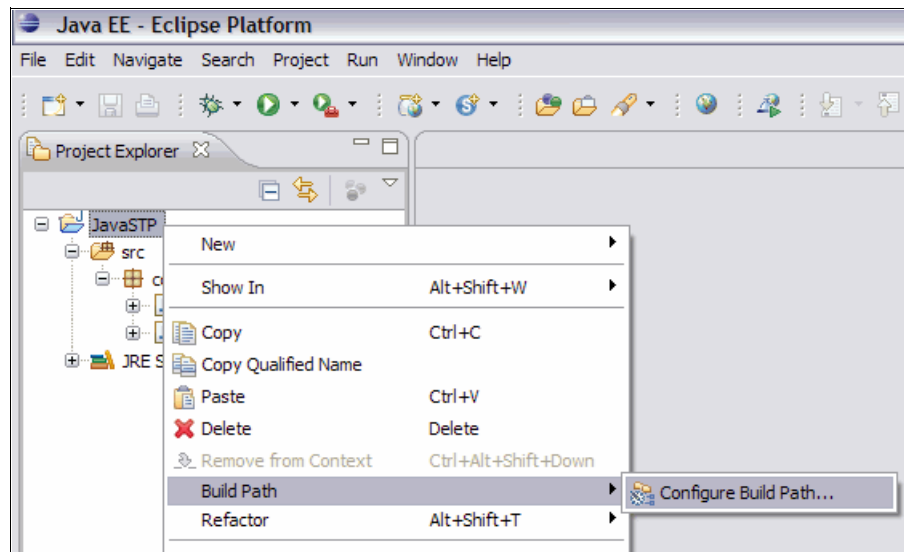 Java EE - Eclipse Platform
File Edit Navigate Search Project Run Window Help
Project Explorer
JavaSTP
src
JRE S
New
Show In Alt+Shift+W
Copy Ctrl+C
Copy Qualified Name
Paste Ctrl+V
Delete Delete
Remove from Context Ctrl+Alt+Shift+Down
Build Path
Configure Build Path...
Refactor Alt+Shift+T